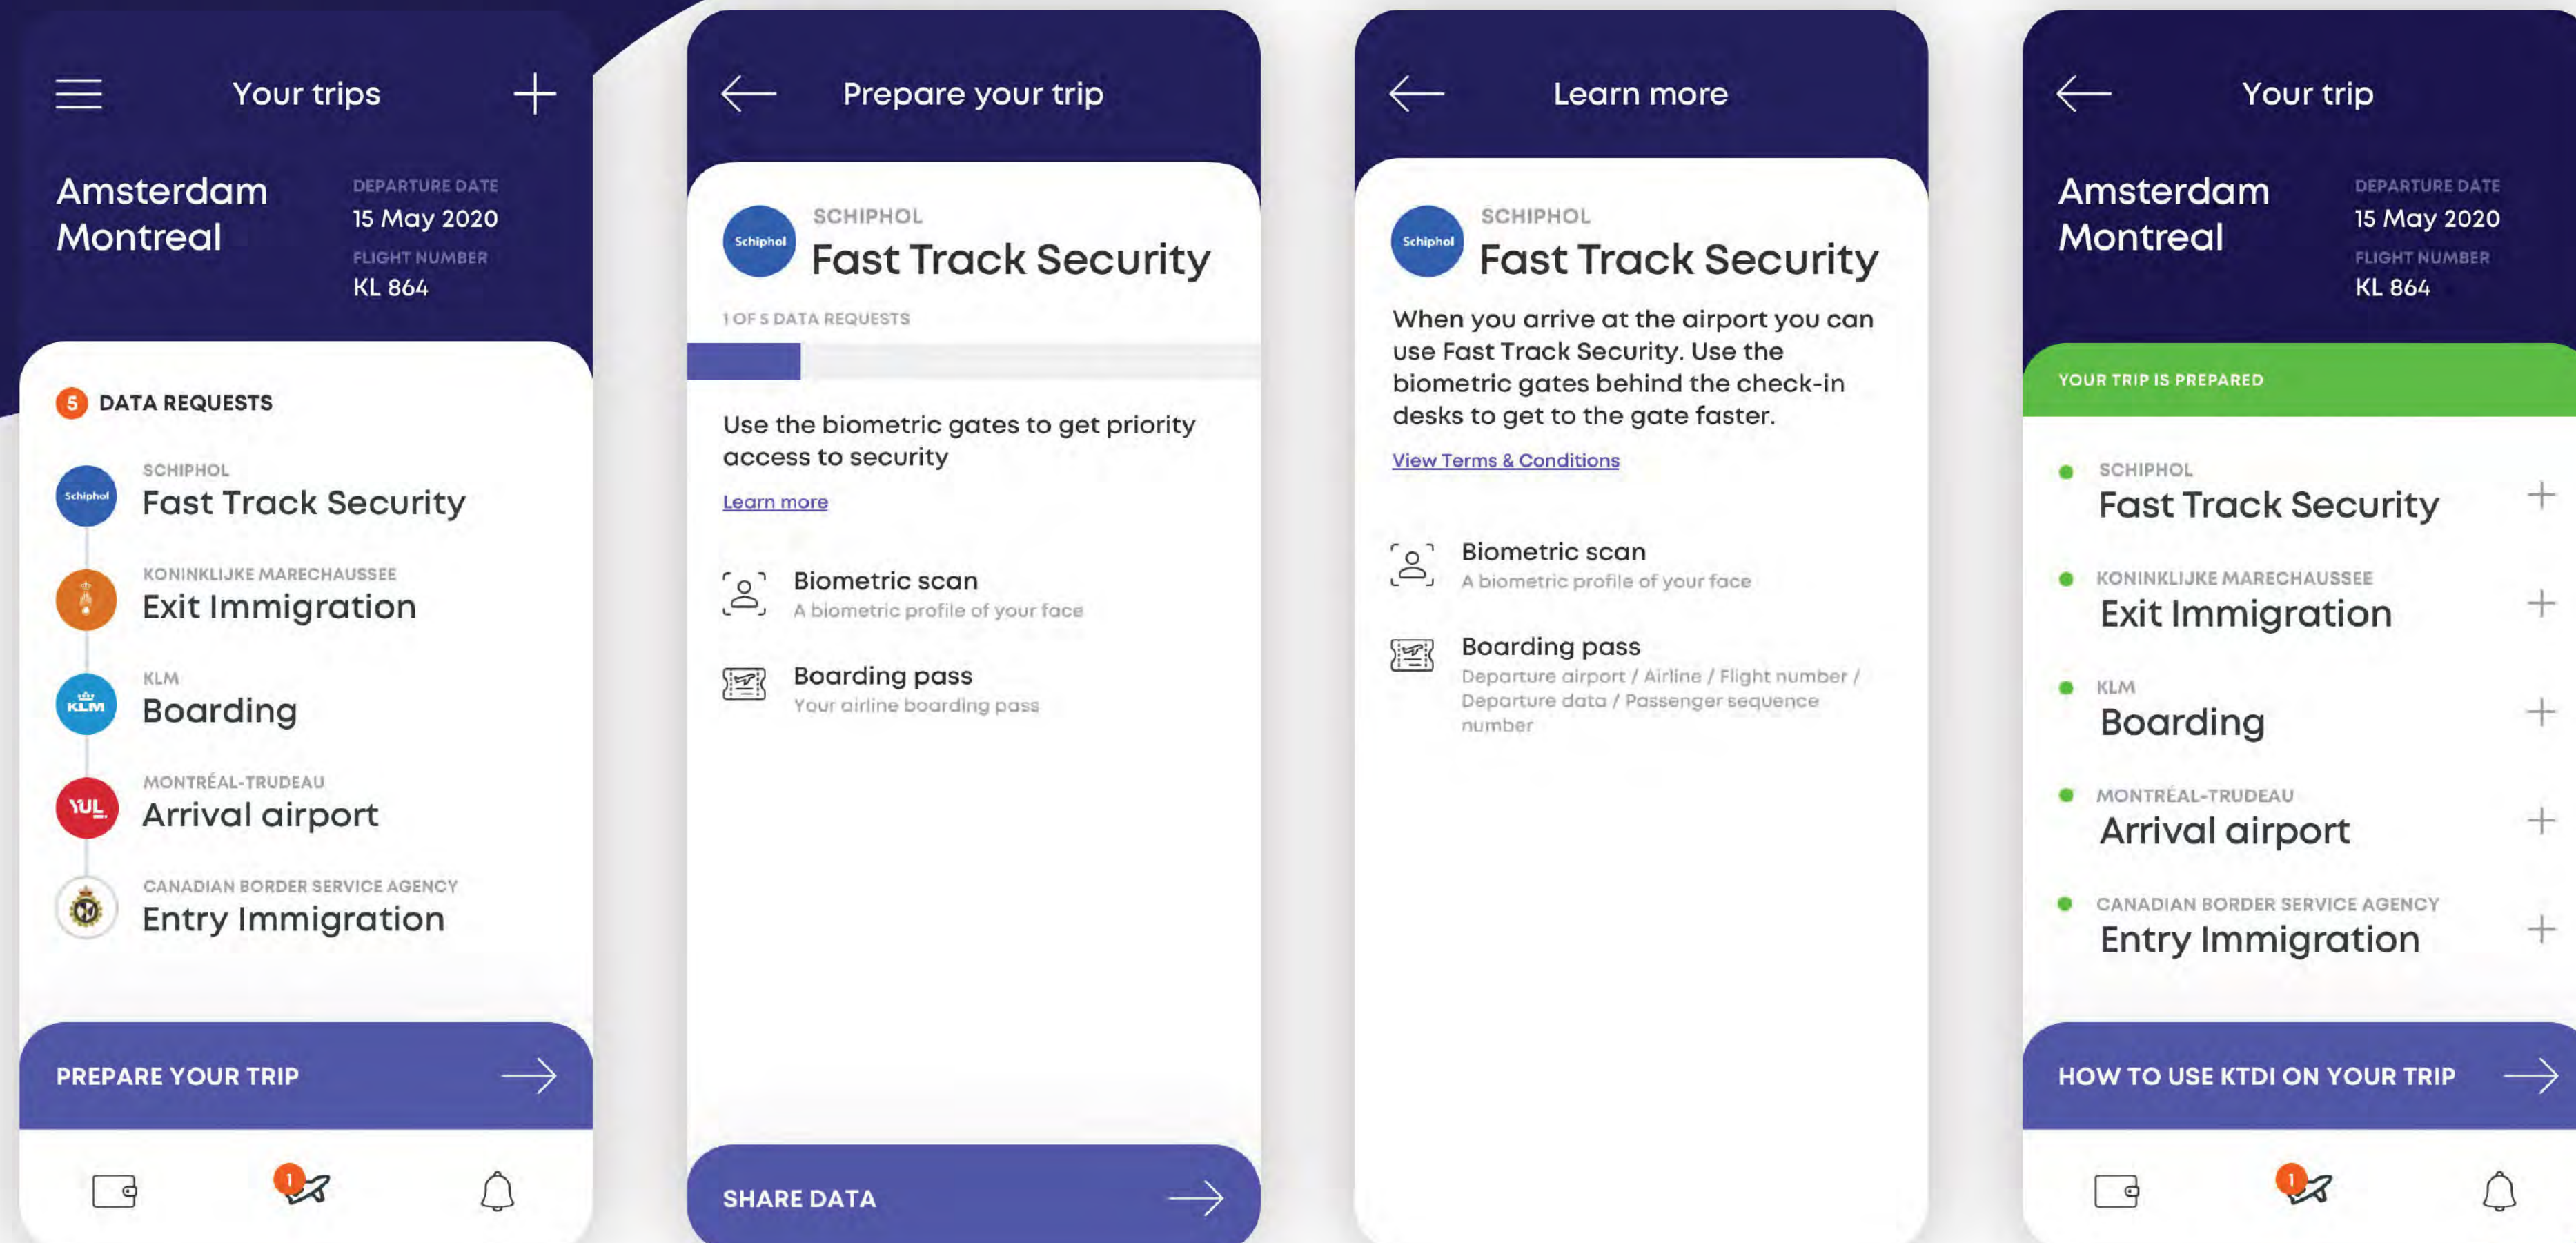 Your trips
Amsterdam
Montreal
DEPARTURE DATE
15 May 2020
FLIGHT NUMBER
KL 864
5 DATA REQUESTS
Schiphol
SCHIPHOL
Fast Track Security
KONINKLIJKE MARECHAUSSEE
Exit Immigration
KLM
KLM
Boarding
YUL
MONTRÉAL-TRUDEAU
Arrival airport
CANADIAN BORDER SERVICE AGENCY
Entry Immigration
PREPARE YOUR TRIP
1
Prepare your trip
Schiphol
SCHIPHOL
Fast Track Security
1 OF 5 DATA REQUESTS
Use the biometric gates to get priority
access to security
Learn more
Biometric scan
A biometric profile of your face
Boarding pass
Your airline boarding pass
SHARE DATA
Learn more
Schiphol
SCHIPHOL
Fast Track Security
When you arrive at the airport you can
use Fast Track Security. Use the
biometric gates behind the check-in
desks to get to the gate faster.
View Terms & Conditions
Biometric scan
A biometric profile of your face
Boarding pass
Departure airport / Airline / Flight number /
Departure data / Passenger sequence
number
Your trip
Amsterdam
Montreal
DEPARTURE DATE
15 May 2020
FLIGHT NUMBER
KL 864
YOUR TRIP IS PREPARED
SCHIPHOL
Fast Track Security
KONINKLIJKE MARECHAUSSEE
Exit Immigration
KLM
Boarding
MONTRÉAL-TRUDEAU
Arrival airport
CANADIAN BORDER SERVICE AGENCY
Entry Immigration
HOW TO USE KTDI ON YOUR TRIP
1